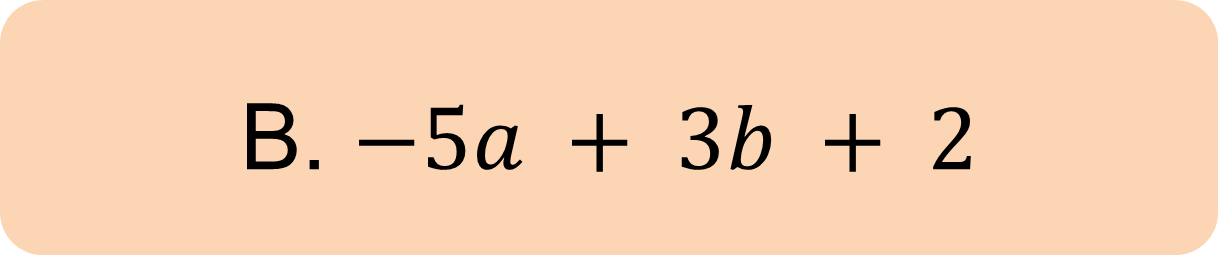 B. −5a + 3b + 2